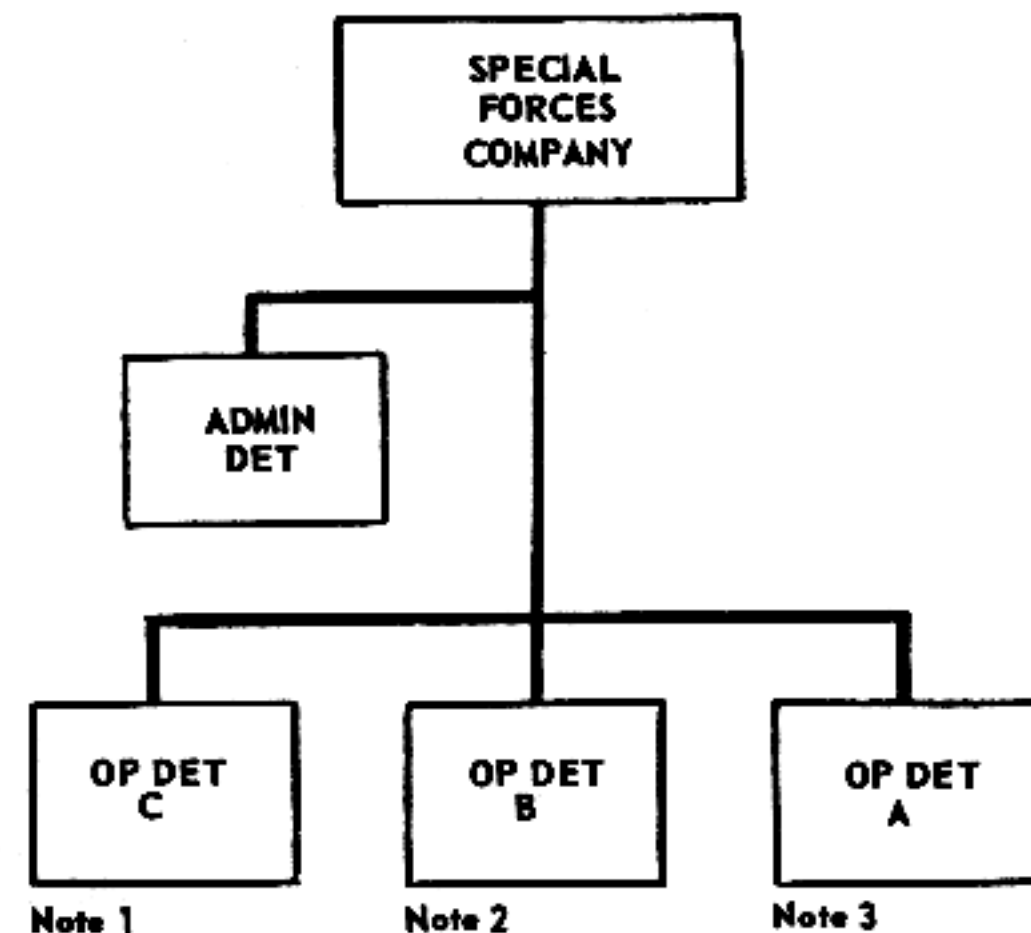 SPECIAL
FORCES
COMPANY
ADMIN
DET
OP DET
C
OP DET
B
OP DET
A
Note 1
Note 2
Note 3